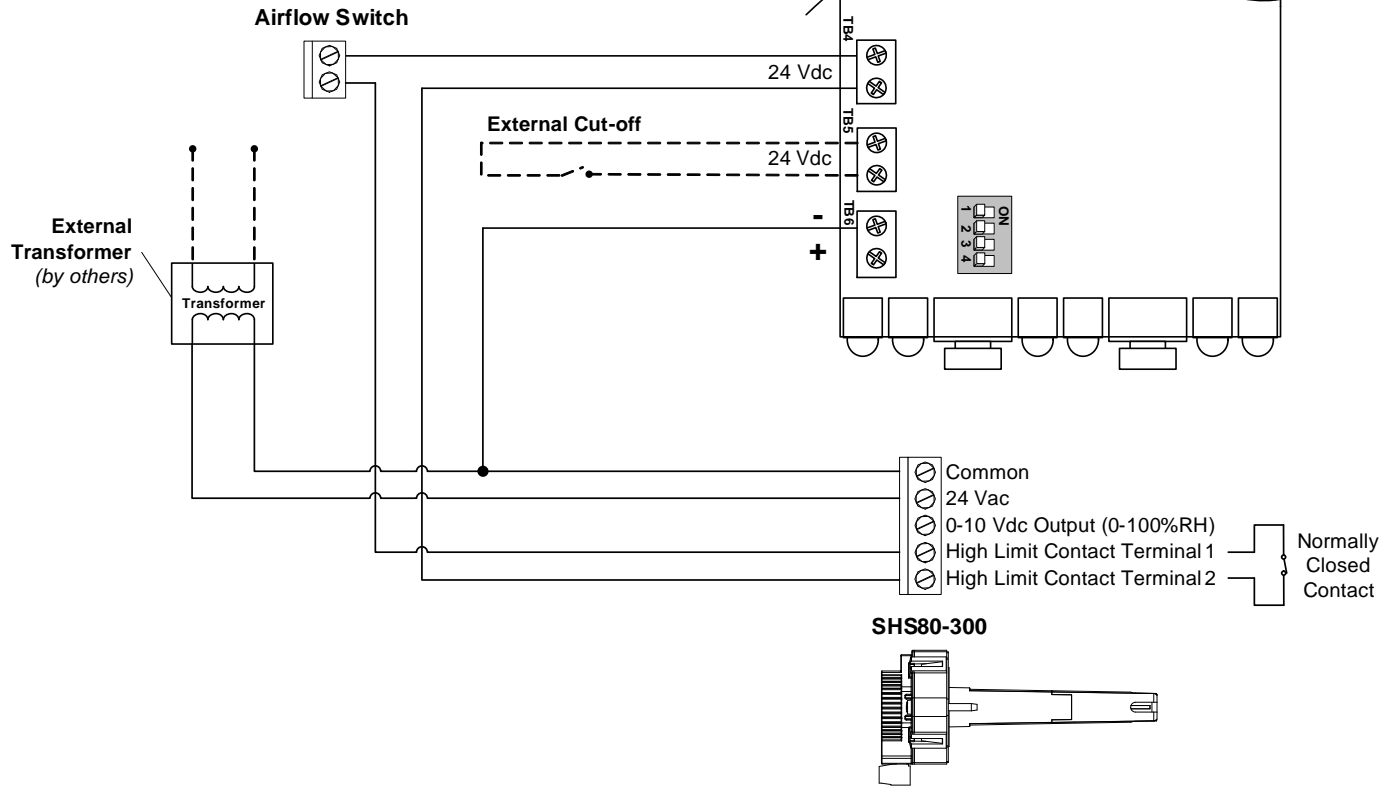 Airflow Switch
TB4
24 Vdc
External Cut-off
TB5
24 Vdc
TB6
-
+
ON
1
2
3
4
External
Transformer
(by others)
Transformer
Common
24 Vac
0-10 Vdc Output (0-100%RH)
High Limit Contact Terminal 1
High Limit Contact Terminal 2
Normally
Closed
Contact
SHS80-300